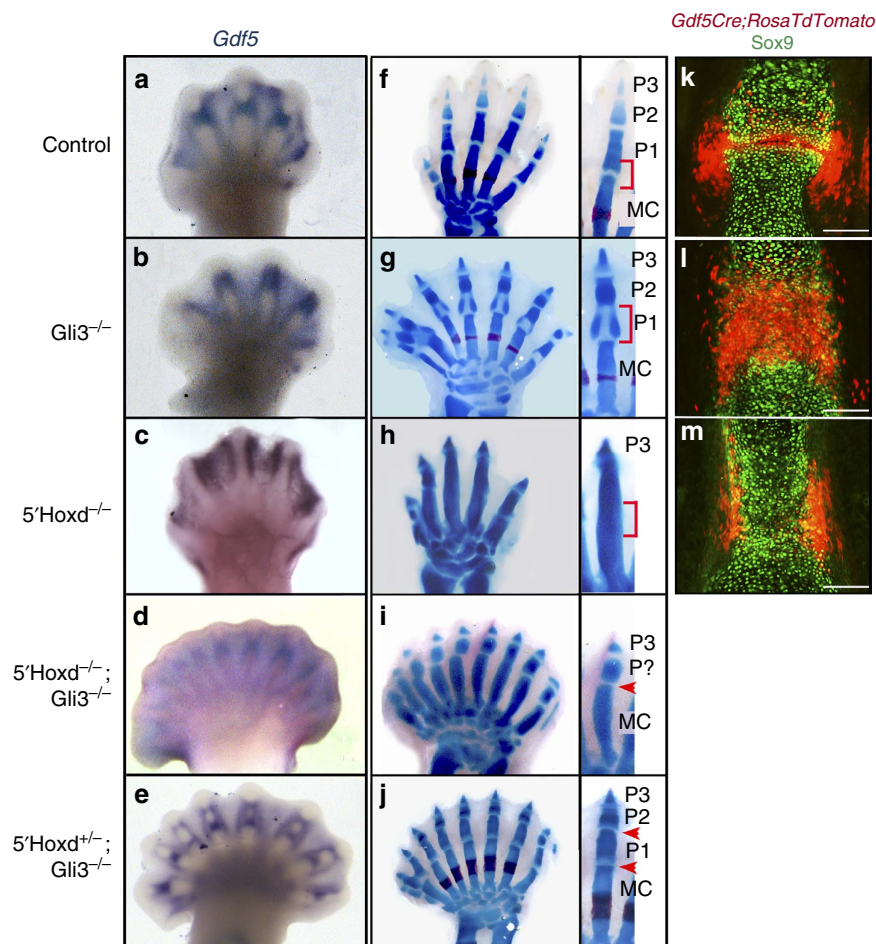 Gdf5
Gdf5Cre;RosaTdTomato
Sox9
Control
a
f
P3
P2
P1
MC
k
Gli3–/–
b
g
P3
P2
P1
MC
l
5′Hoxd–/–
c
h
P3
m
5′Hoxd–/–;
Gli3–/–
d
i
P3
P?
MC
5′Hoxd+/–;
Gli3–/–
e
j
P3
P2
P1
MC